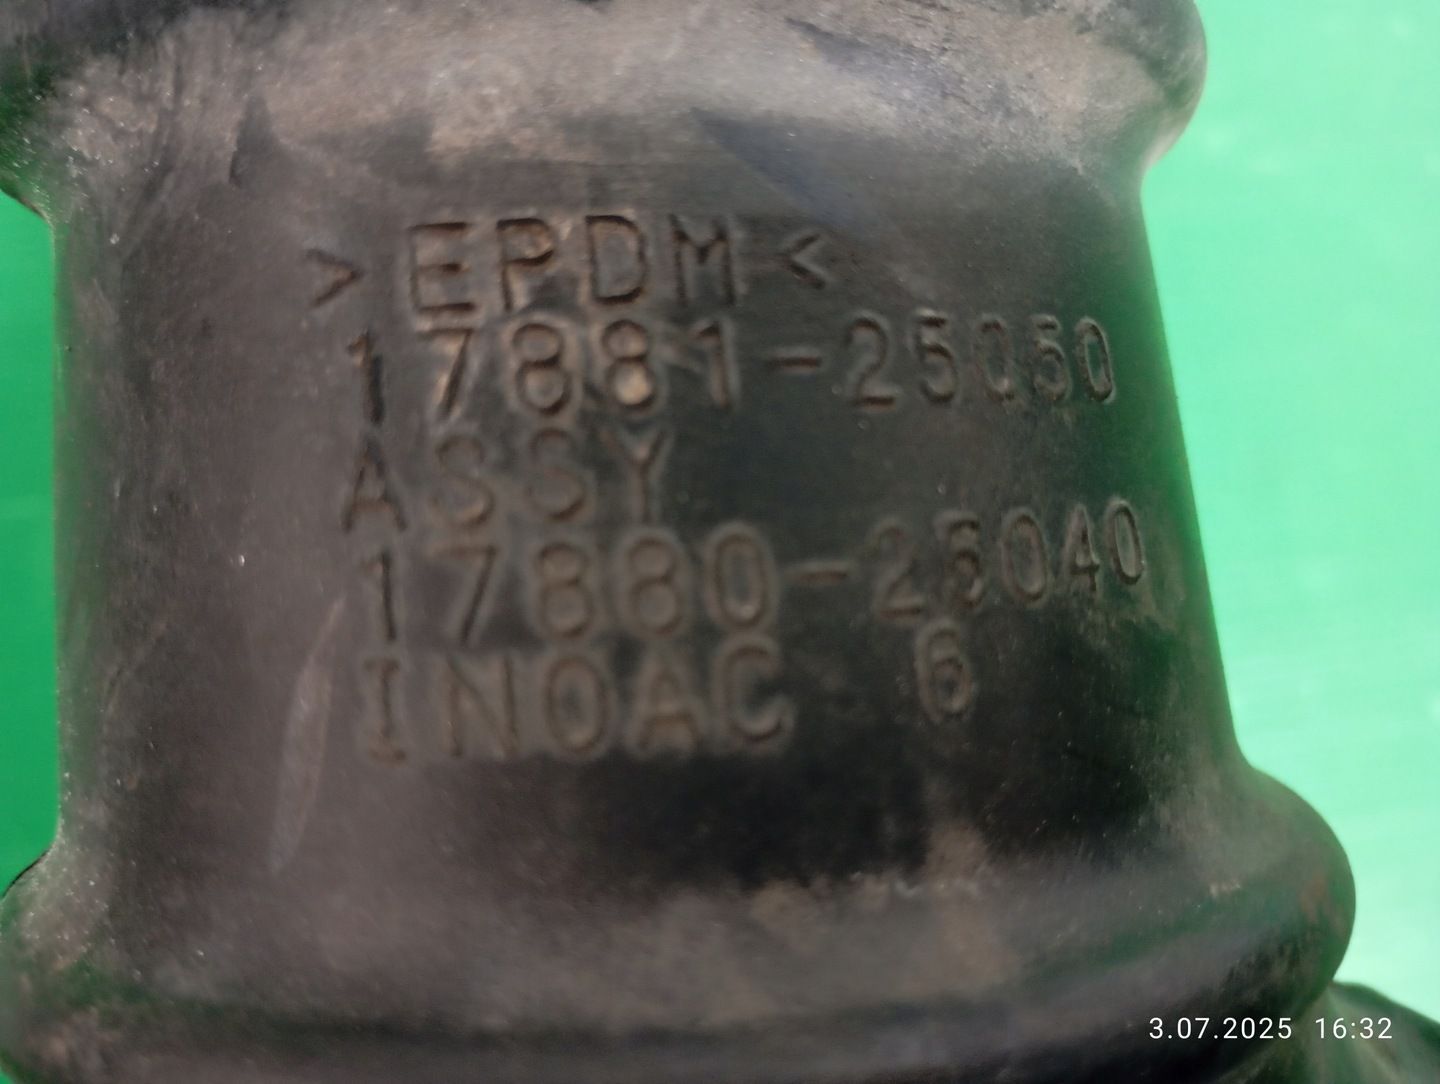 >EPDM<
17881-25050
ASSY
17880-25040
INOAC 6
3.07.2025 16:32